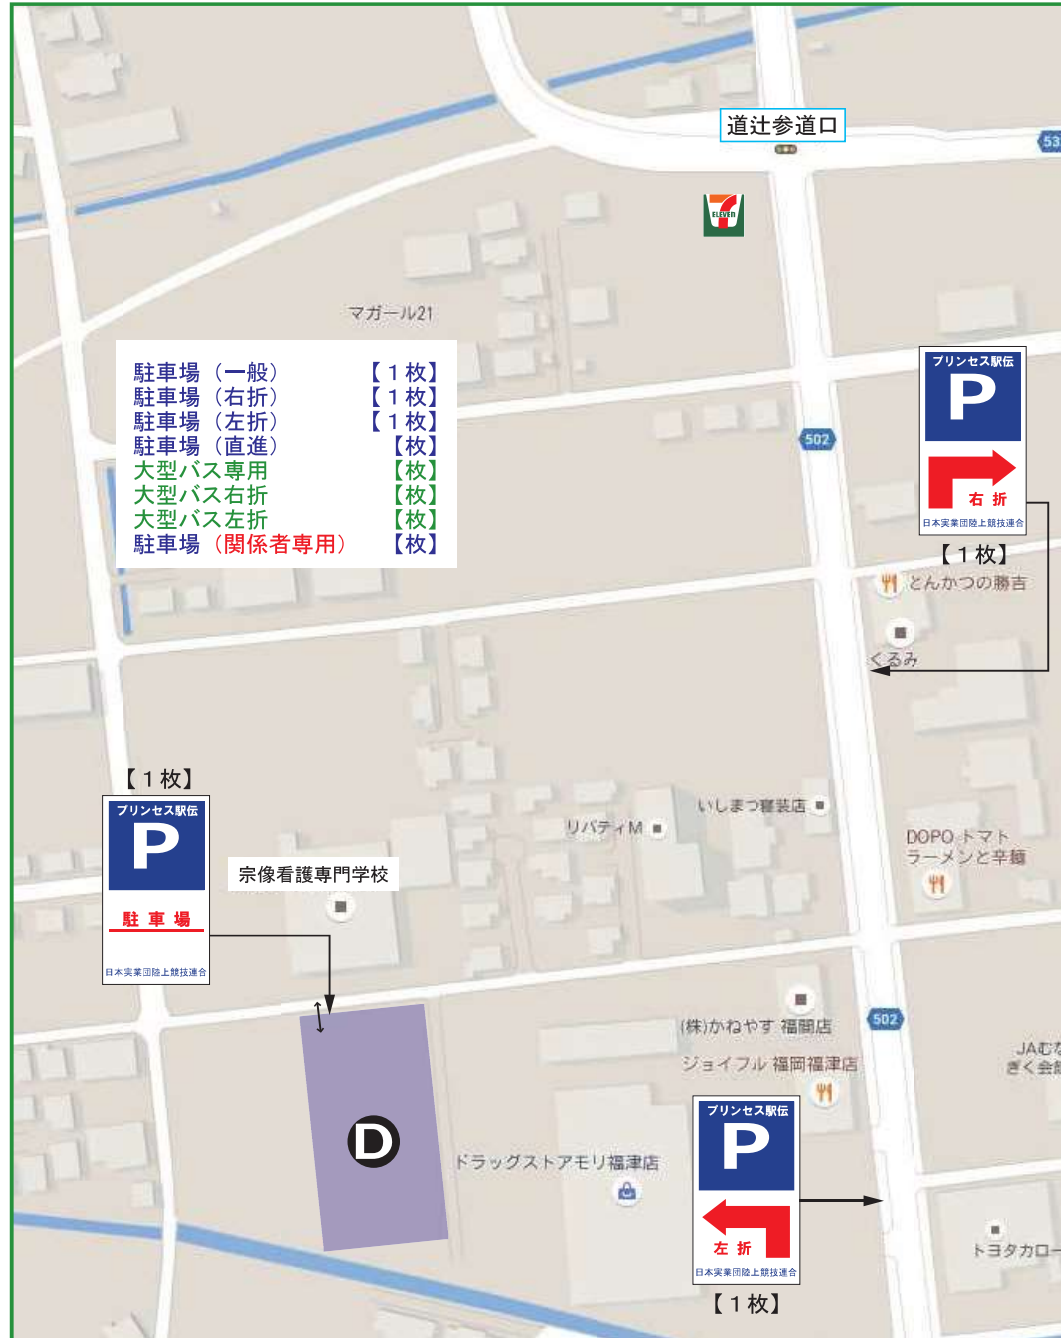 道辻参道口
53
ELEVEN
マガール21
駐車場（一般） 【１枚】
駐車場（右折） 【１枚】
駐車場（左折） 【１枚】
駐車場（直進） 【枚】
大型バス専用 【枚】
大型バス右折 【枚】
大型バス左折 【枚】
駐車場（関係者専用） 【枚】
502
プリンセス駅伝
P
右折
日本実業団陸上競技連合
【１枚】
とんかつの勝吉
くるみ
【１枚】
プリンセス駅伝
P
駐車場
日本実業団陸上競技連合
宗像看護専門学校
リバティM
いしまつ寝装店
DOPO トマト
ラーメンと辛麺
(株)かねやす 福間店
502
ジョイフル 福岡福津店
JAむな
ぎく会館
D
ドラッグストアモリ福津店
プリンセス駅伝
P
左折
日本実業団陸上競技連合
【１枚】
トヨタカロー